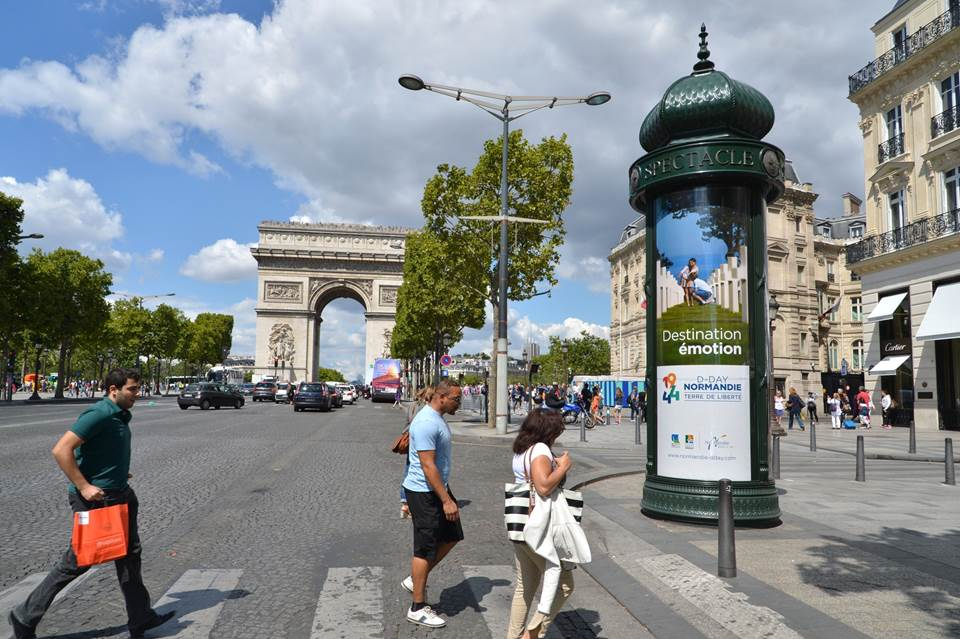 SPECTACLE
Destination
émotion
D-DAY
NORMANDIE
TERRE DE LIBERTÉ
Cartier